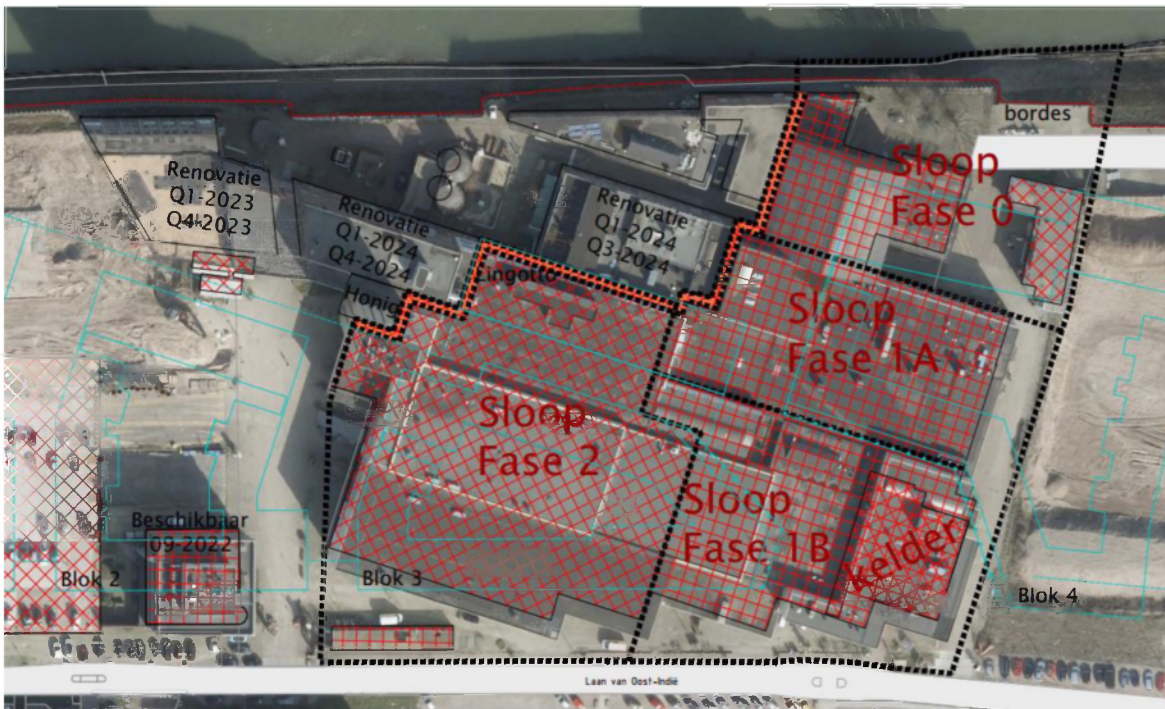 bordes
Sloop
Fase 0
Renovatie
Q1-2023
Q4-2023
Renovatie
Q1-2024
Q4-2024
Renovatie
Q1-2024
Q3-2024
Lingotto
Honig
Sloop
Fase 1A
Sloop
Fase 2
Sloop
Fase 1B
kelder
Beschikbaar
09-2022
Blok 2
Blok 3
Blok 4
Laan van Oost-Indië